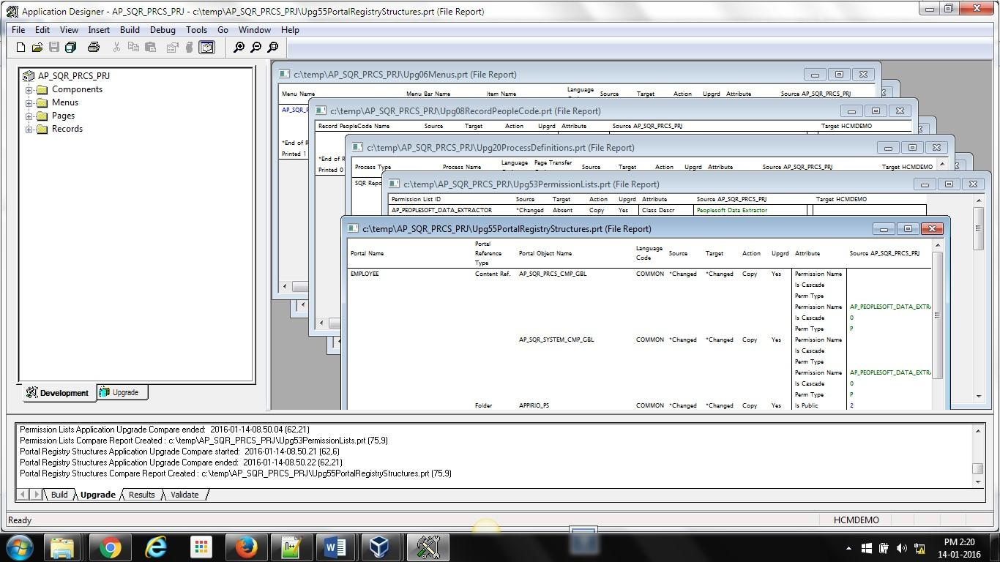 Application Designer - AP_SQR_PRCS_PRJ - c:\temp\AP_SQR_PRCS_PRJ\Upg55PortalRegistryStructures.prt (File Report)
File Edit View Insert Build Debug Tools Go Window Help
AP_SQR_PRCS_PRJ
Components
Menus
Pages
Records
Development Upgrade
c:\temp\AP_SQR_PRCS_PRJ\Upg06Menus.prt (File Report)
Menu Name Menu Bar Name Item Name Language Source Target Action Upgrd Attribute Source AP_SQR_PRCS_PRJ
AP_SQR_P
*End of R
Printed 1
c:\temp\AP_SQR_PRCS_PRJ\Upg08RecordPeopleCode.prt (File Report)
Record PeopleCode Name Source Target Action Upgrd Attribute Source AP_SQR_PRCS_PRJ Target HCMDEMO
*End of R
Printed 0
c:\temp\AP_SQR_PRCS_PRJ\Upg20ProcessDefinitions.prt (File Report)
Process Type Process Name Language Page Transfer Source Target Action Upgrd Attribute Source AP_SQR_PRCS_PRJ Target HCMDEMO
SQR Repo
c:\temp\AP_SQR_PRCS_PRJ\Upg53PermissionLists.prt (File Report)
Permission List ID Source Target Action Upgrd Attribute Source AP_SQR_PRCS_PRJ Target HCMDEMO
AP_PEOPLESOFT_DATA_EXTRACTOR *Changed Absent Copy Yes Class Descr Peoplesoft Data Extractor
c:\temp\AP_SQR_PRCS_PRJ\Upg55PortalRegistryStructures.prt (File Report)
Portal Name Portal Reference Type Portal Object Name Language Code Source Target Action Upgrd Attribute Source AP_SQR_PRCS_PRJ
EMPLOYEE Content Ref. AP_SQR_PRCS_CMP_GBL COMMON *Changed *Changed Copy Yes Permission Name
Is Cascade
Perm Type
Permission Name AP_PEOPLESOFT_DATA_EXTRA
Is Cascade 0
Perm Type P
AP_SQR_SYSTEM_CMP_GBL COMMON *Changed *Changed Copy Yes Permission Name
Is Cascade
Perm Type
Permission Name AP_PEOPLESOFT_DATA_EXTRA
Is Cascade 0
Perm Type P
Folder APPIRIO_PS COMMON *Changed *Changed Copy Yes Is Public 2
Permission Lists Application Upgrade Compare ended: 2016-01-14-08.50.04 (62,21)
Permission Lists Compare Report Created : c:\temp\AP_SQR_PRCS_PRJ\Upg53PermissionLists.prt (75,9)
Portal Registry Structures Application Upgrade Compare started: 2016-01-14-08.50.21 (62,6)
Portal Registry Structures Application Upgrade Compare ended: 2016-01-14-08.50.22 (62,21)
Portal Registry Structures Compare Report Created : c:\temp\AP_SQR_PRCS_PRJ\Upg55PortalRegistryStructures.prt (75,9)
Build Upgrade Results Validate
Ready HCMDEMO
PM 2:20
14-01-2016